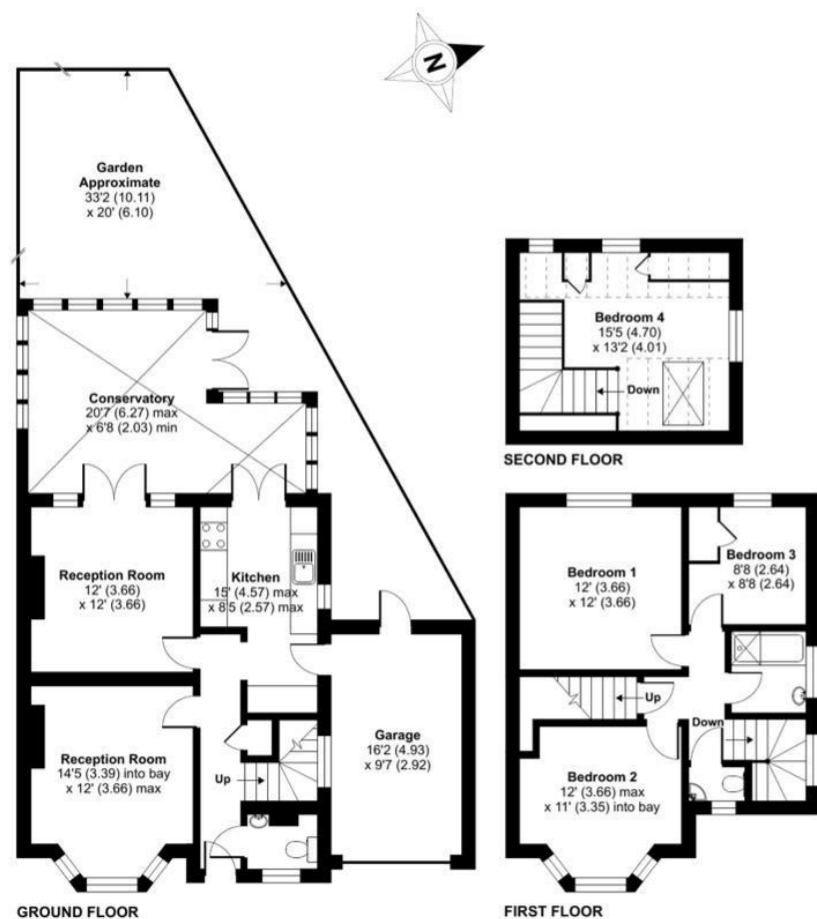 N
Garden
Approximate
33'2 (10.11)
x 20' (6.10)
Conservatory
20'7 (6.27) max
x 6'8 (2.03) min
Reception Room
12' (3.66)
x 12' (3.66)
Kitchen
15' (4.57) max
x 8'5 (2.57) max
Reception Room
14'5 (3.39) into bay
x 12' (3.66) max
Up
Garage
16'2 (4.93)
x 9'7 (2.92)
GROUND FLOOR
Bedroom 4
15'5 (4.70)
x 13'2 (4.01)
Down
SECOND FLOOR
Bedroom 1
12' (3.66)
x 12' (3.66)
Bedroom 3
8'8 (2.64)
x 8'8 (2.64)
Up
Down
Bedroom 2
12' (3.66) max
x 11' (3.35) into bay
FIRST FLOOR